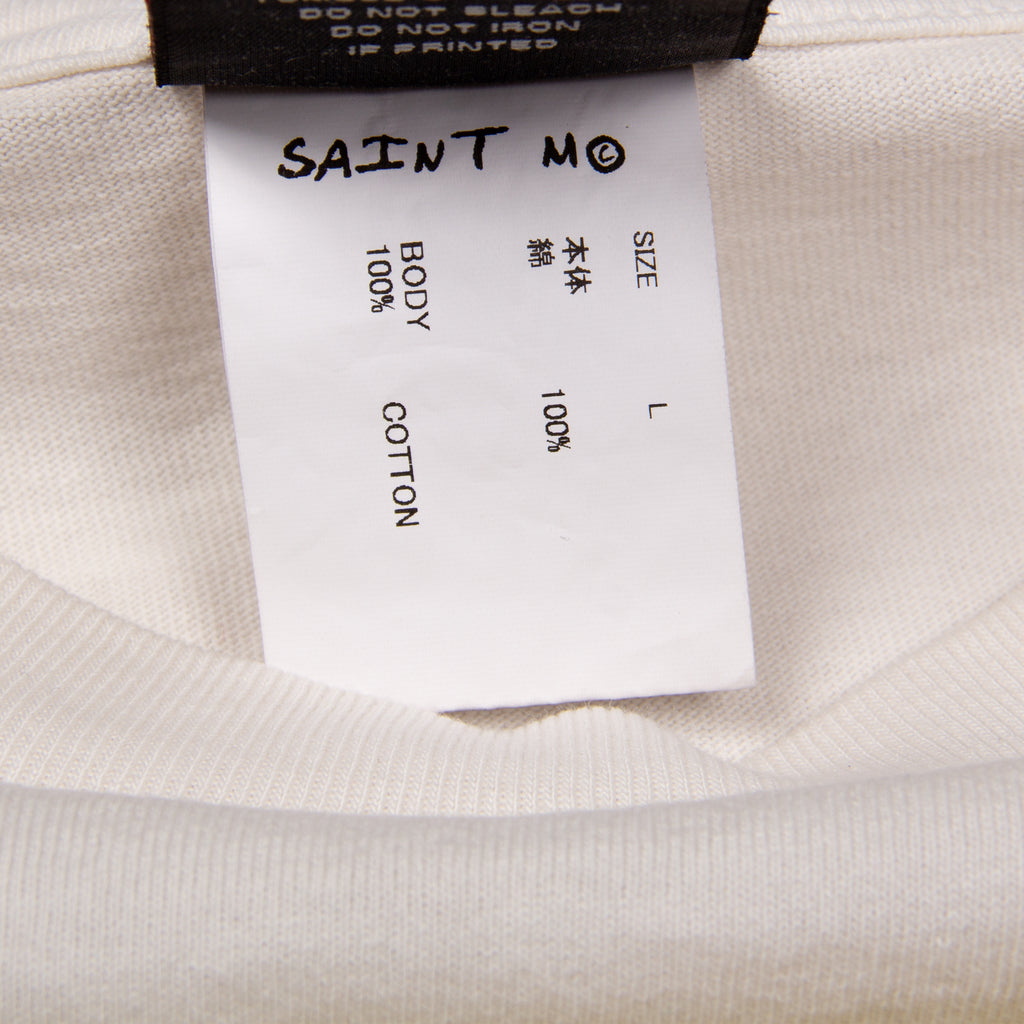 DO NOT BLEACH
DO NOT IRON
IF PRINTED
SAINT M©
SIZE L
本体
綿 100%
BODY
100% COTTON